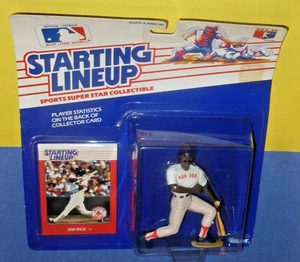 STARTING
LINEUP
SPORTS SUPER STAR COLLECTIBLE
PLAYER STATISTICS
ON THE BACK OF
COLLECTOR CARD
STARTING
LINEUP
JIM RICE
RED SOX